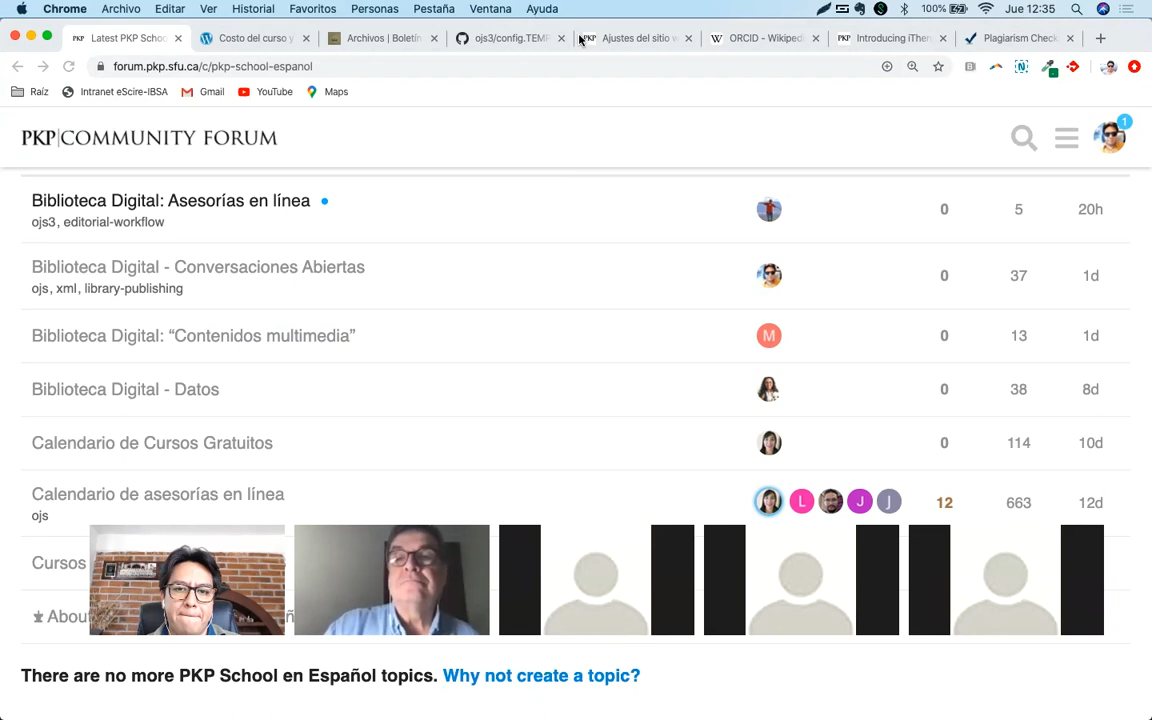 Chrome Archivo Editar Ver Historial Favoritos Personas Pestaña Ventana Ayuda 100% Jue 12:35
Latest PKP Schoo Costo del curso y Archivos | Boletín ojs3/config.TEMP Ajustes del sitio w ORCID - Wikiped Introducing iThen Plagiarism Check
forum.pkp.sfu.ca/c/pkp-school-espanol
Raíz Intranet eScire-IBSA Gmail YouTube Maps
PKP|COMMUNITY FORUM 1
Biblioteca Digital: Asesorías en línea 0 5 20h
ojs3, editorial-workflow
Biblioteca Digital - Conversaciones Abiertas 0 37 1d
ojs, xml, library-publishing
Biblioteca Digital: “Contenidos multimedia” M 0 13 1d
Biblioteca Digital - Datos 0 38 8d
Calendario de Cursos Gratuitos 0 114 10d
Calendario de asesorías en línea L J J 12 663 12d
ojs
Cursos
About
There are no more PKP School en Español topics. Why not create a topic?